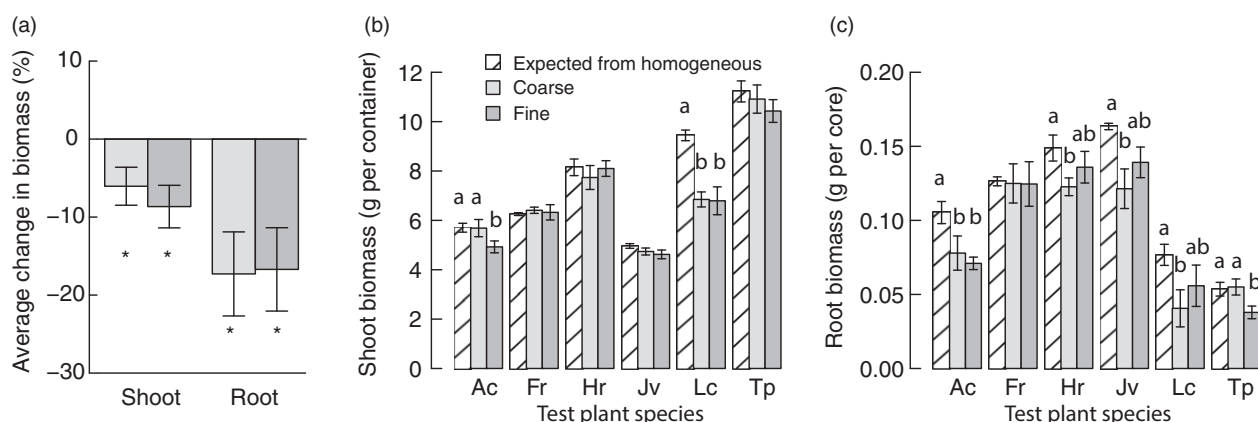 (a)
Average change in biomass (%)
10
0
−10
−20
−30
* *
* *
Shoot Root
(b)
Shoot biomass (g per container)
12
10
8
6
4
2
0
Expected from homogeneous
Coarse
Fine
a a b
a b b
Ac Fr Hr Jv Lc Tp
Test plant species
(c)
Root biomass (g per core)
0.20
0.15
0.10
0.05
0.00
a b b
a b ab
a b ab
a b ab
a a b
Ac Fr Hr Jv Lc Tp
Test plant species